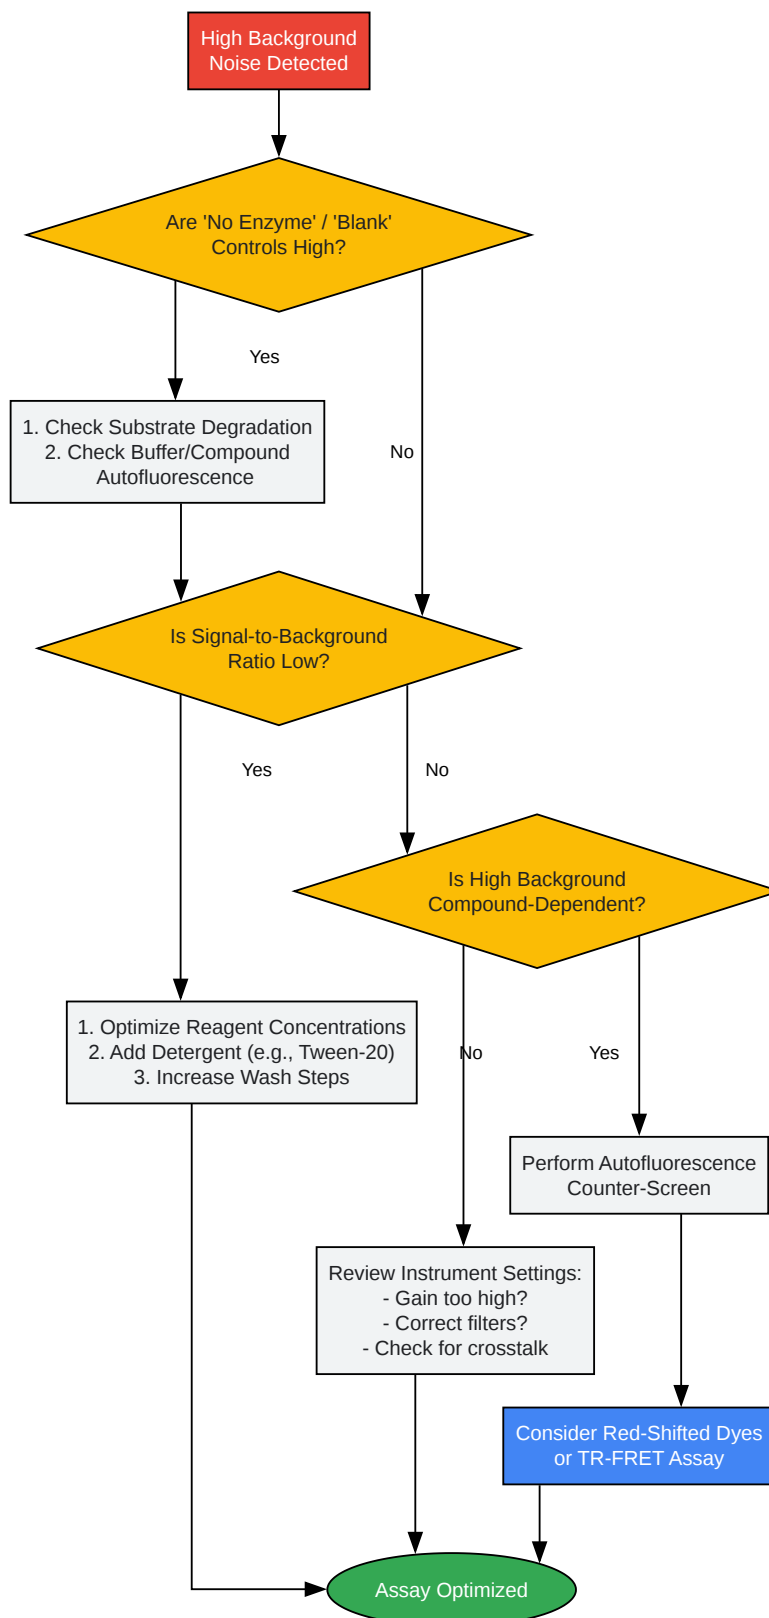 High Background
Noise Detected
Are 'No Enzyme' / 'Blank'
Controls High?
Yes
1. Check Substrate Degradation
2. Check Buffer/Compound
Autofluorescence
No
Is Signal-to-Background
Ratio Low?
Yes
No
Is High Background
Compound-Dependent?
1. Optimize Reagent Concentrations
2. Add Detergent (e.g., Tween-20)
3. Increase Wash Steps
No
Yes
Perform Autofluorescence
Counter-Screen
Review Instrument Settings:
- Gain too high?
- Correct filters?
- Check for crosstalk
Consider Red-Shifted Dyes
or TR-FRET Assay
Assay Optimized